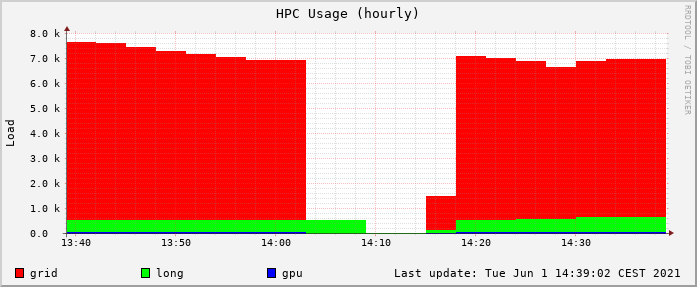 HPC Usage (hourly)
RRDTOOL / TOBI OETIKER
Load
8.0 k
7.0 k
6.0 k
5.0 k
4.0 k
3.0 k
2.0 k
1.0 k
0.0
13:40 13:50 14:00 14:10 14:20 14:30
grid long gpu Last update: Tue Jun 1 14:39:02 CEST 2021